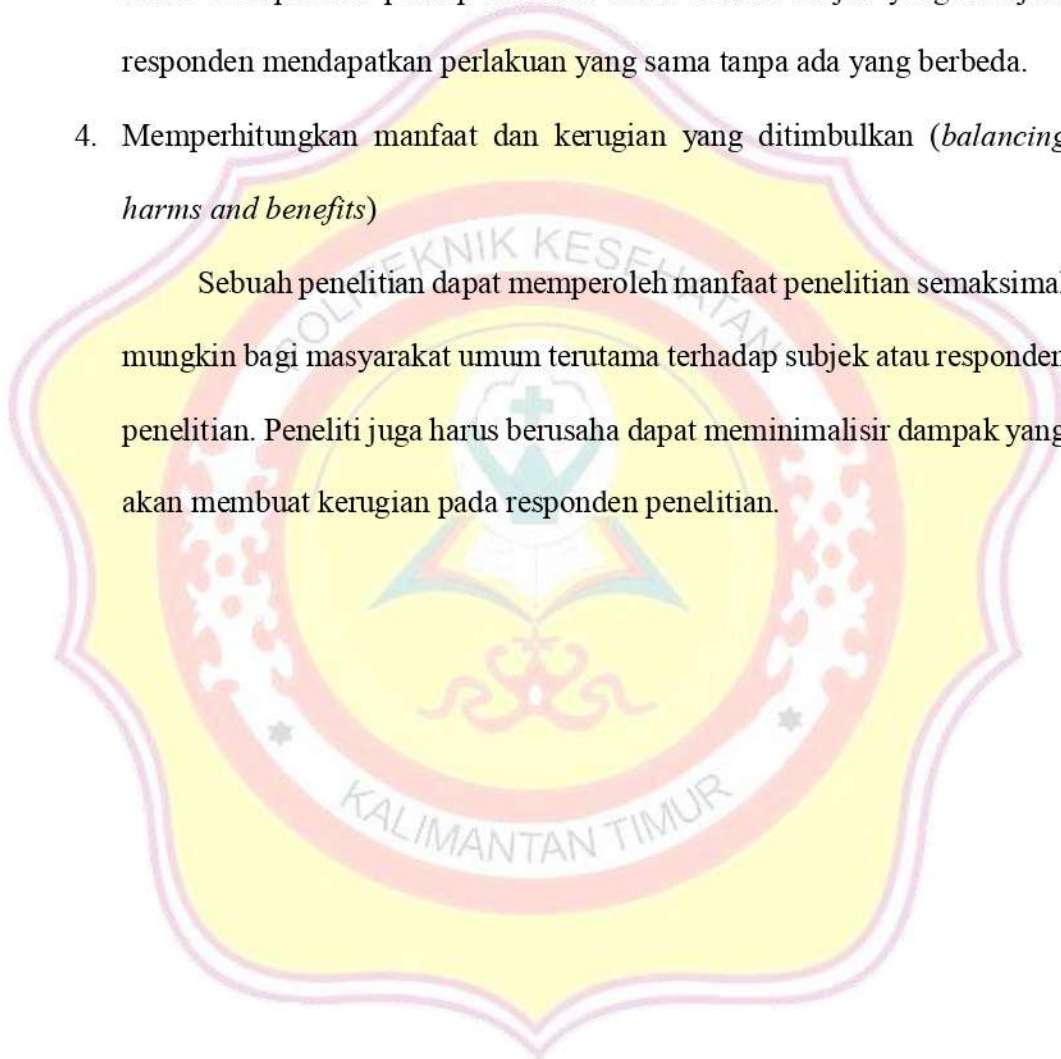 responden mendapatkan perlakuan yang sama tanpa ada yang berbeda.
4. Memperhitungkan manfaat dan kerugian yang ditimbulkan (balancing
harms and benefits)
POLITEKNIK KESEHATAN
Sebuah penelitian dapat memperoleh manfaat penelitian semaksimal
mungkin bagi masyarakat umum terutama terhadap subjek atau responden
penelitian. Peneliti juga harus berusaha dapat meminimalisir dampak yang
akan membuat kerugian pada responden penelitian.
KALIMANTAN TIMUR